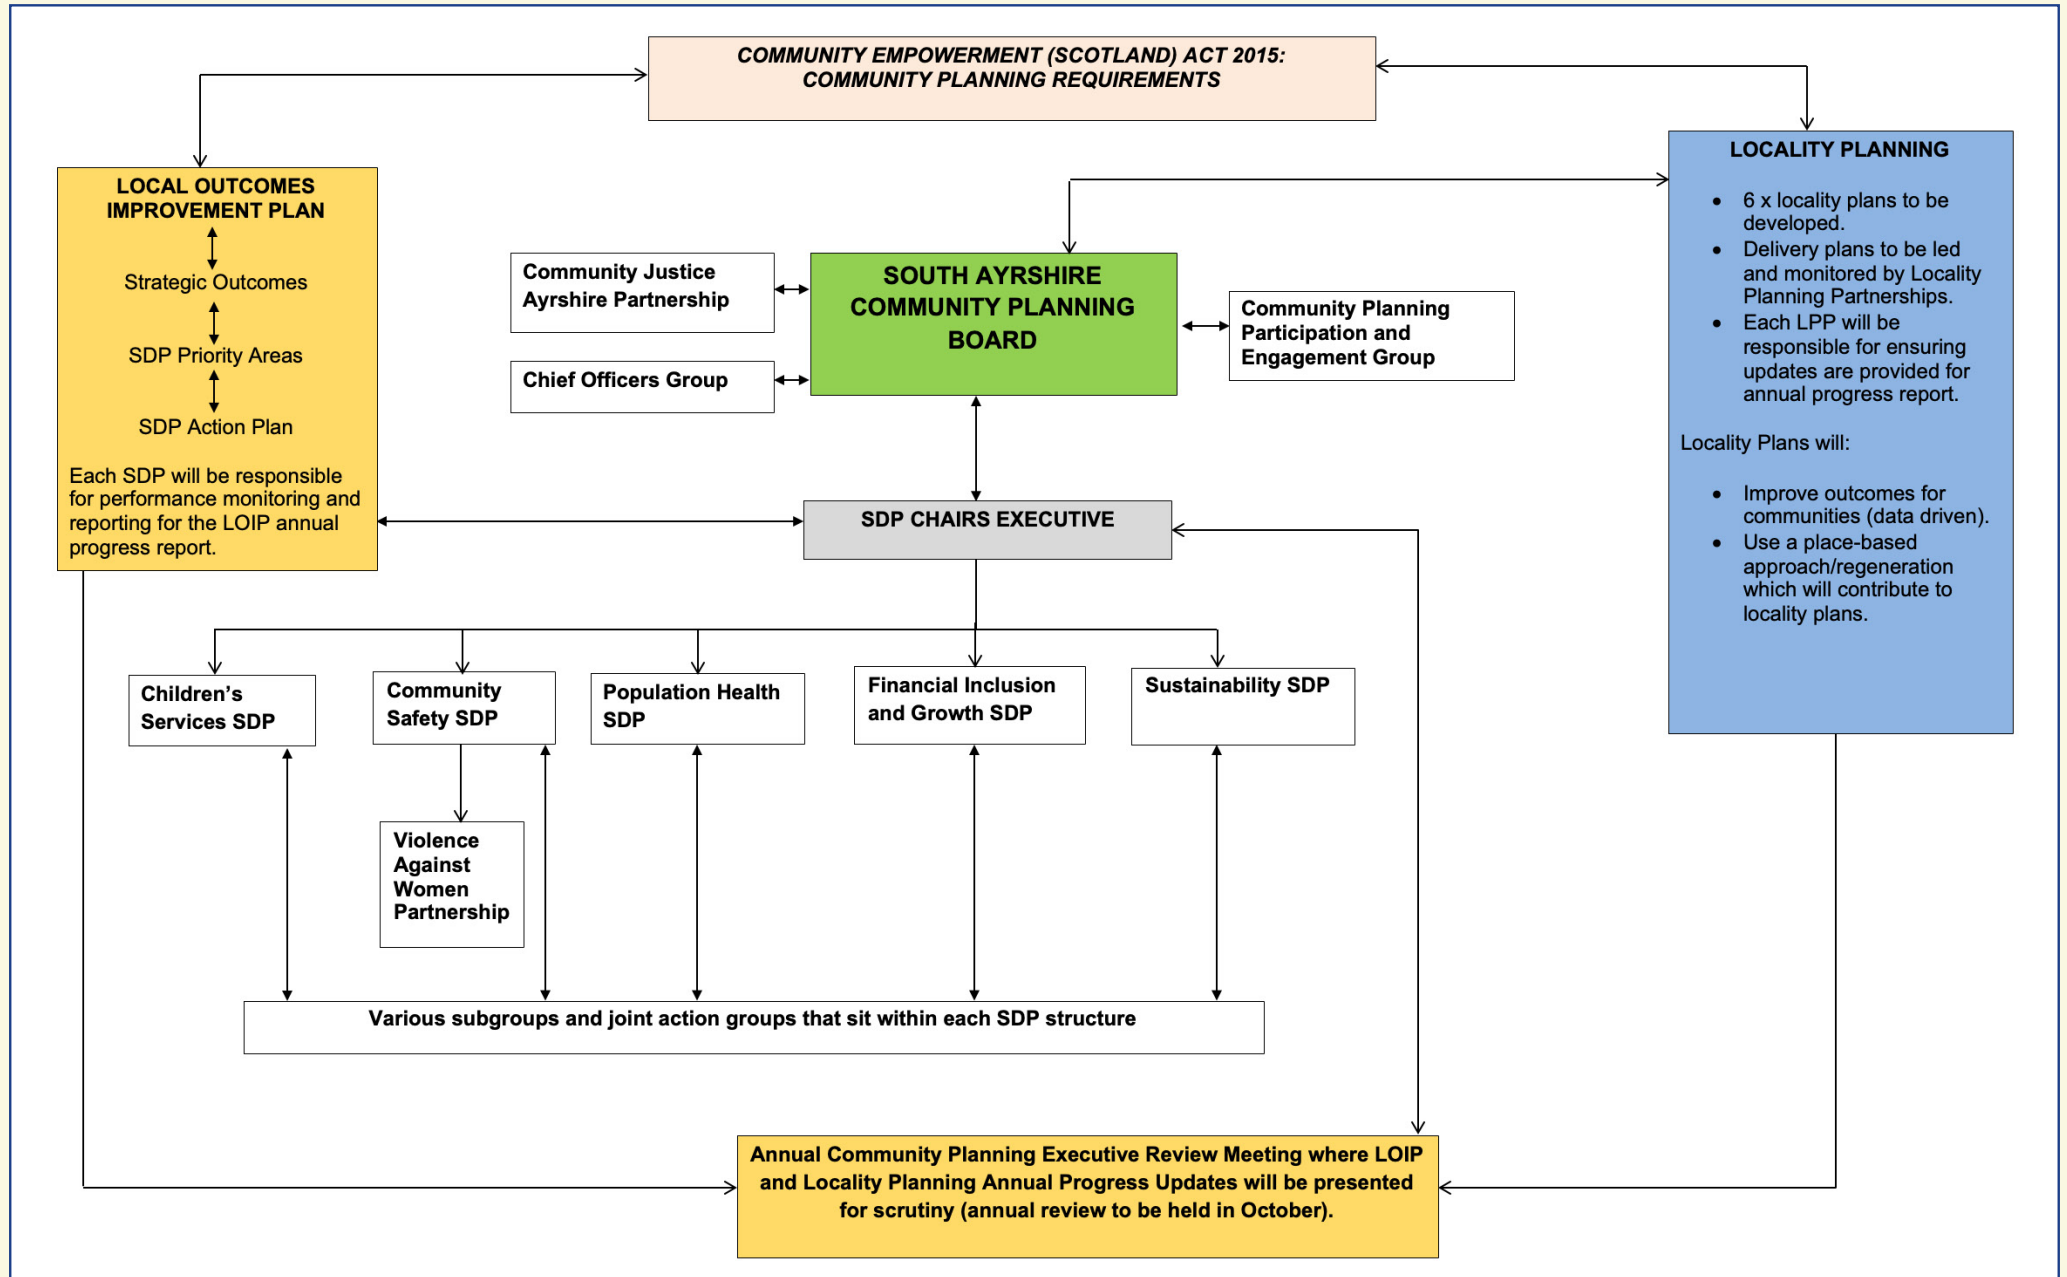 COMMUNITY EMPOWERMENT (SCOTLAND) ACT 2015:
COMMUNITY PLANNING REQUIREMENTS
LOCAL OUTCOMES
IMPROVEMENT PLAN
Strategic Outcomes
SDP Priority Areas
SDP Action Plan
Each SDP will be responsible
for performance monitoring and
reporting for the LOIP annual
progress report.
Community Justice
Ayrshire Partnership
Chief Officers Group
SOUTH AYRSHIRE
COMMUNITY PLANNING
BOARD
Community Planning
Participation and
Engagement Group
LOCALITY PLANNING
• 6 x locality plans to be
developed.
• Delivery plans to be led
and monitored by Locality
Planning Partnerships.
• Each LPP will be
responsible for ensuring
updates are provided for
annual progress report.
Locality Plans will:
• Improve outcomes for
communities (data driven).
• Use a place-based
approach/regeneration
which will contribute to
locality plans.
SDP CHAIRS EXECUTIVE
Children’s
Services SDP
Community
Safety SDP
Population Health
SDP
Financial Inclusion
and Growth SDP
Sustainability SDP
Violence
Against
Women
Partnership
Various subgroups and joint action groups that sit within each SDP structure
Annual Community Planning Executive Review Meeting where LOIP
and Locality Planning Annual Progress Updates will be presented
for scrutiny (annual review to be held in October).